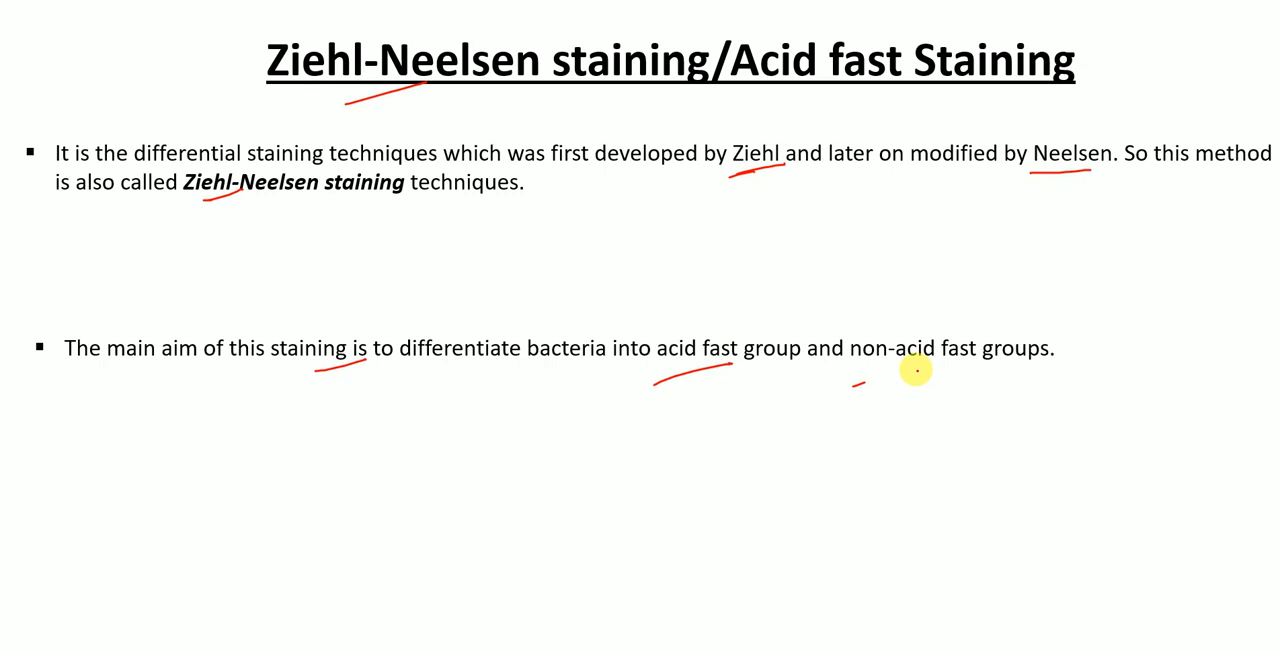 Ziehl-Neelsen staining/Acid fast Staining
▪ It is the differential staining techniques which was first developed by Ziehl and later on modified by Neelsen. So this method
is also called Ziehl-Neelsen staining techniques.
▪ The main aim of this staining is to differentiate bacteria into acid fast group and non-acid fast groups.